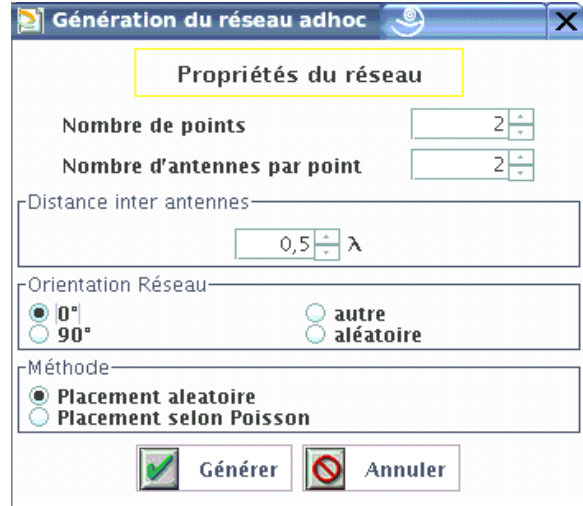 Génération du réseau adhoc
Propriétés du réseau
Nombre de points 2
Nombre d'antennes par point 2
Distance inter antennes
0,5 λ
Orientation Réseau
0° autre
90° aléatoire
Méthode
Placement aleatoire
Placement selon Poisson
Générer Annuler